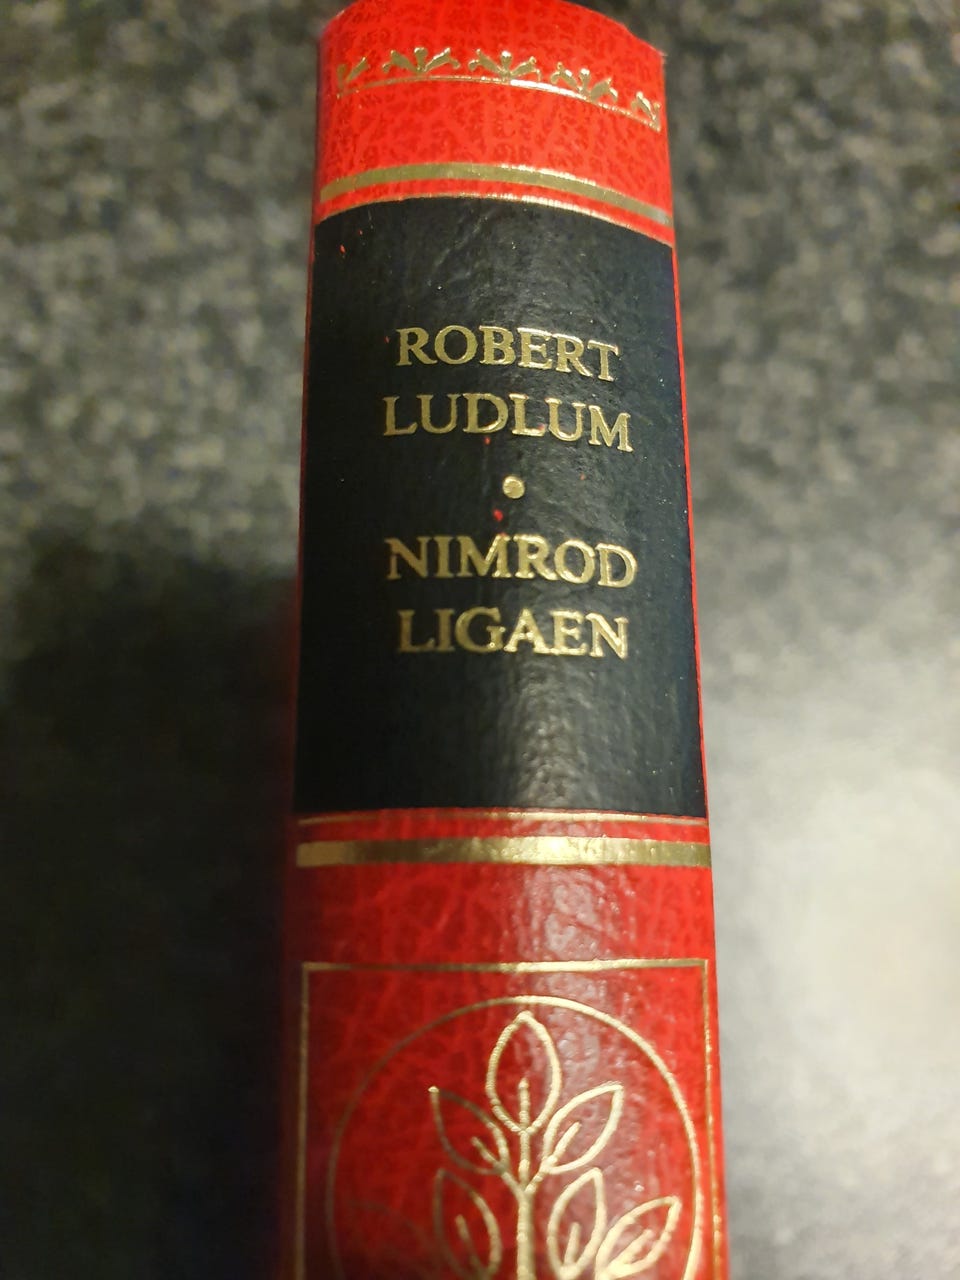 ROBERT
LUDLUM
•
NIMROD
LIGAEN